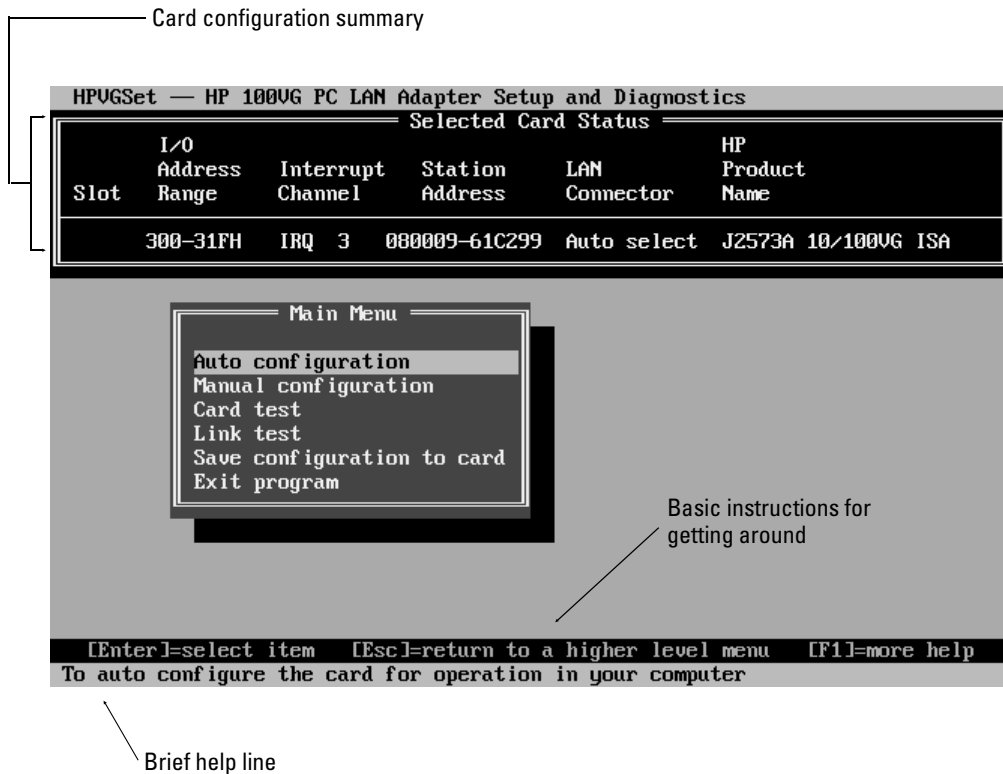 Card configuration summary
HPVGSet — HP 100VG PC LAN Adapter Setup and Diagnostics
Selected Card Status
I/O HP
Address Interrupt Station LAN Product
Slot Range Channel Address Connector Name
300-31FH IRQ 3 080009-61C299 Auto select J2573A 10/100VG ISA
Main Menu
Auto configuration
Manual configuration
Card test
Link test
Save configuration to card
Exit program
Basic instructions for
getting around
[Enter]=select item [Esc]=return to a higher level menu [F1]=more help
To auto configure the card for operation in your computer
Brief help line